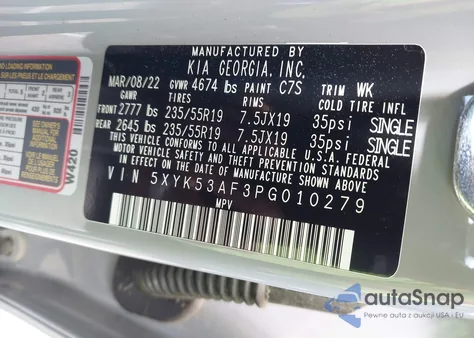 MANUFACTURED BY
KIA GEORGIA, INC.
MAR/08/22 GVWR 4674 lbs PAINT C7S TRIM WK
GAWR TIRES RIMS COLD TIRE INFL
FRONT 2777 lbs 235/55R19 7.5JX19 35psi SINGLE
REAR 2645 lbs 235/55R19 7.5JX19 35psi SINGLE
VEHICLE CONFORMS TO ALL APPLICABLE U.S.A. FEDERAL
MOTOR VEHICLE SAFETY, BUMPER, AND THEFT PREVENTION STANDARDS
IN EFFECT ON THE DATE OF MANUFACTURE SHOWN ABOVE.
VIN 5XYK53AF3PG010279
MPV
LOADING INFORMATION
W420
autoSnap
Pewne auta z aukcji USA i EU